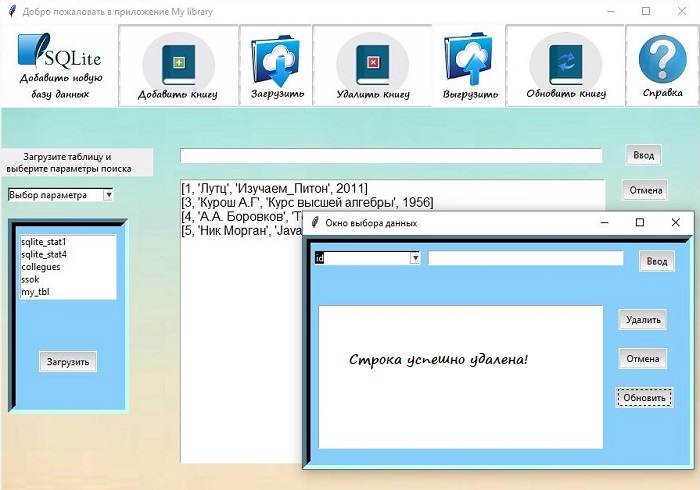 Добро пожаловать в приложение My library
SQLite
Добавить новую
базу данных
Добавить книгу
Загрузить
Удалить книгу
Выгрузить
Обновить книгу
Справка
Загрузите таблицу и
выберите параметры поиска
Ввод
Выбор параметра
Отмена
[1, 'Лутц', 'Изучаем_Питон', 2011]
[3, 'Курош А.Г', 'Курс высшей алгебры', 1956]
[4, 'А.А. Боровков',
[5, 'Ник Морган', 'Java
sqlite_stat1
sqlite_stat4
collegues
ssok
my_tbl
Загрузить
Окно выбора данных
id
Ввод
Строка успешно удалена!
Удалить
Отмена
Обновить